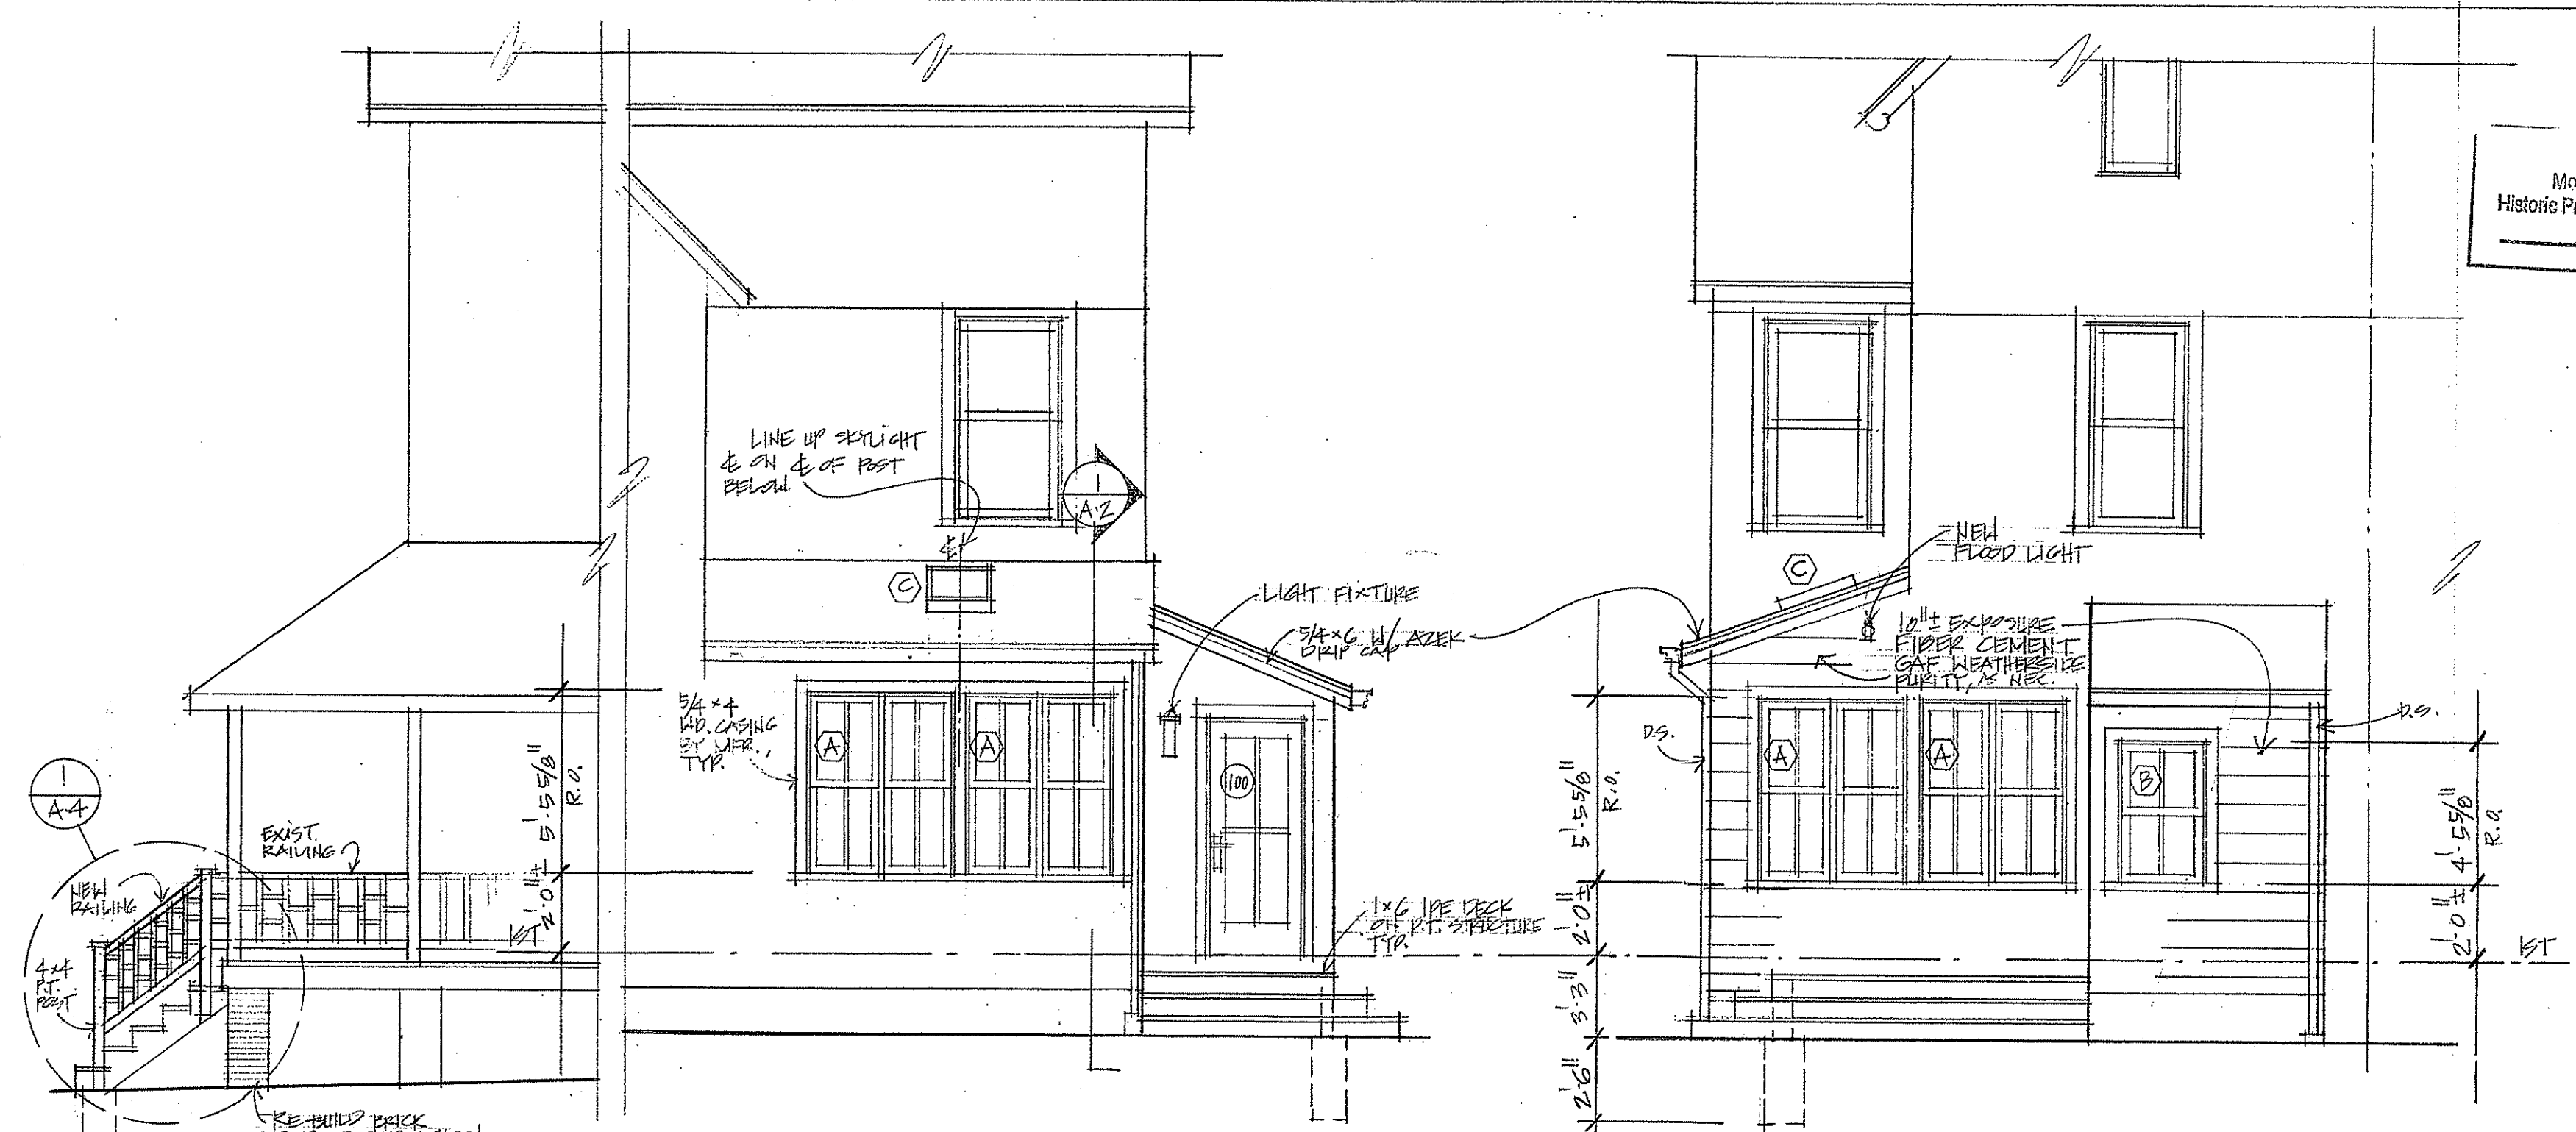 Mo
Historic P
LINE UP SKYLIGHT
℄ ON ℄ OF POST
BELOW
1
A-2
℄
C
LIGHT FIXTURE
5/4×6 W/ AZEK
DRIP CAP
5/4×4
WD. CASING
BY MFR.,
TYP.
A
A
100
1
A-4
EXIST.
RAILING
NEW
RAILING
4×4
P.T.
POST
1ST
5'-5 5/8"
R.O.
2'-0"±
RE-BUILD BRICK
1×6 IPE DECK
ON P.T. STRUCTURE
TYP.
NEW
FLOOD LIGHT
C
10"± EXPOSURE
FIBER CEMENT
GAF WEATHERSIDE
PURITY, AS NEC.
D.S.
D.S.
A
A
B
5'-5 5/8"
R.O.
2'-0"±
3'-3"
2'-6"
4'-5 5/8"
R.O.
2'-0"±
1ST